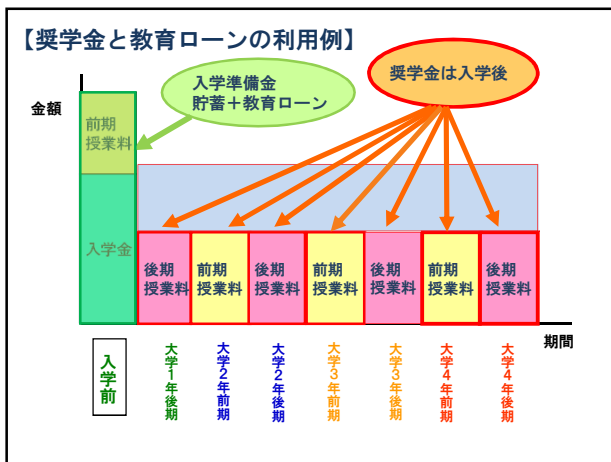 【奨学金と教育ローンの利用例】
入学準備金
貯蓄＋教育ローン
奨学金は入学後
金額
前期
授業料
入学金
後期
授業料
前期
授業料
後期
授業料
前期
授業料
後期
授業料
前期
授業料
後期
授業料
期間
入学前
大学1年後期
大学2年前期
大学2年後期
大学3年前期
大学3年後期
大学4年前期
大学4年後期